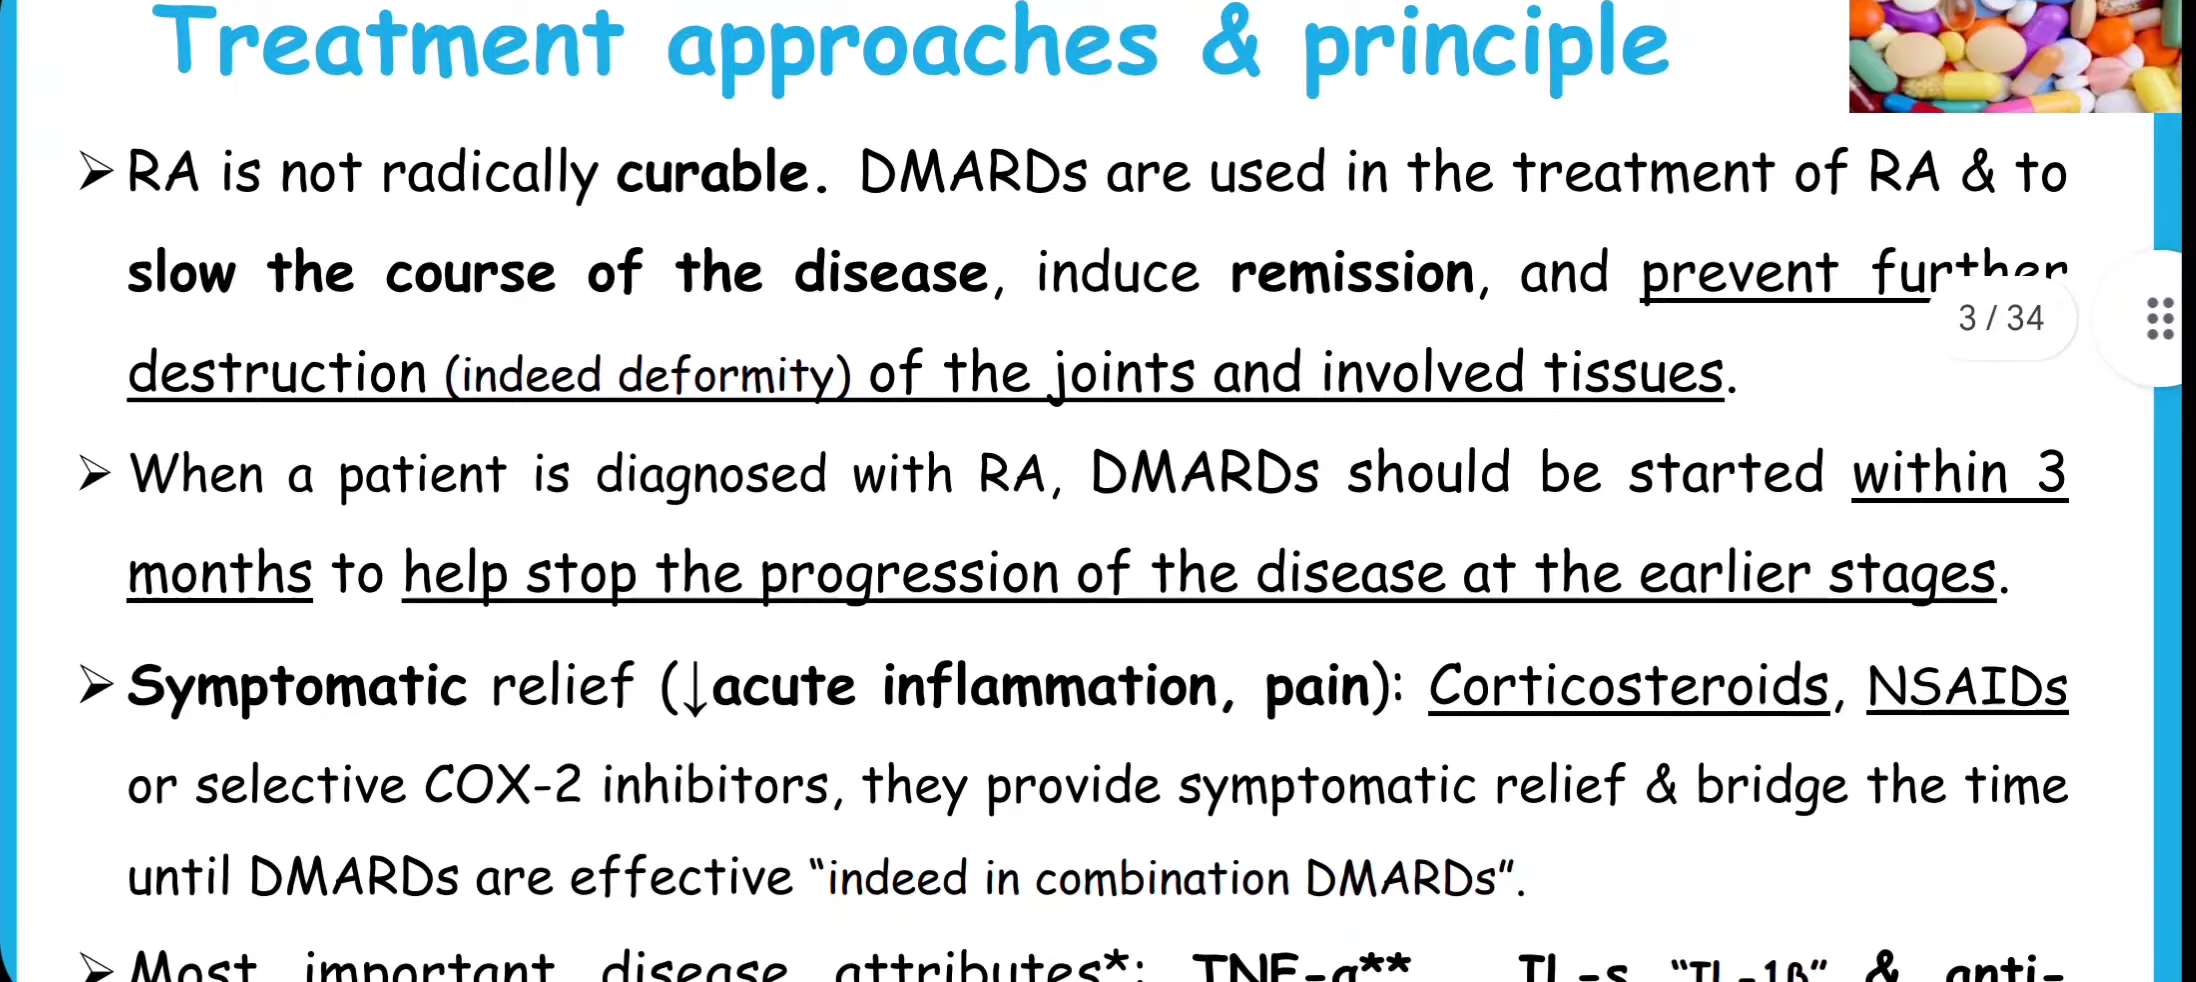 Treatment approaches & principle
➢ RA is not radically curable. DMARDs are used in the treatment of RA & to
slow the course of the disease, induce remission, and prevent further
3 / 34
destruction (indeed deformity) of the joints and involved tissues.
➢ When a patient is diagnosed with RA, DMARDs should be started within 3
months to help stop the progression of the disease at the earlier stages.
➢ Symptomatic relief (↓acute inflammation, pain): Corticosteroids, NSAIDs
or selective COX-2 inhibitors, they provide symptomatic relief & bridge the time
until DMARDs are effective “indeed in combination DMARDs”.
➢ Most important disease attributes*: TNF-α** IL-s “IL-1β” & anti-